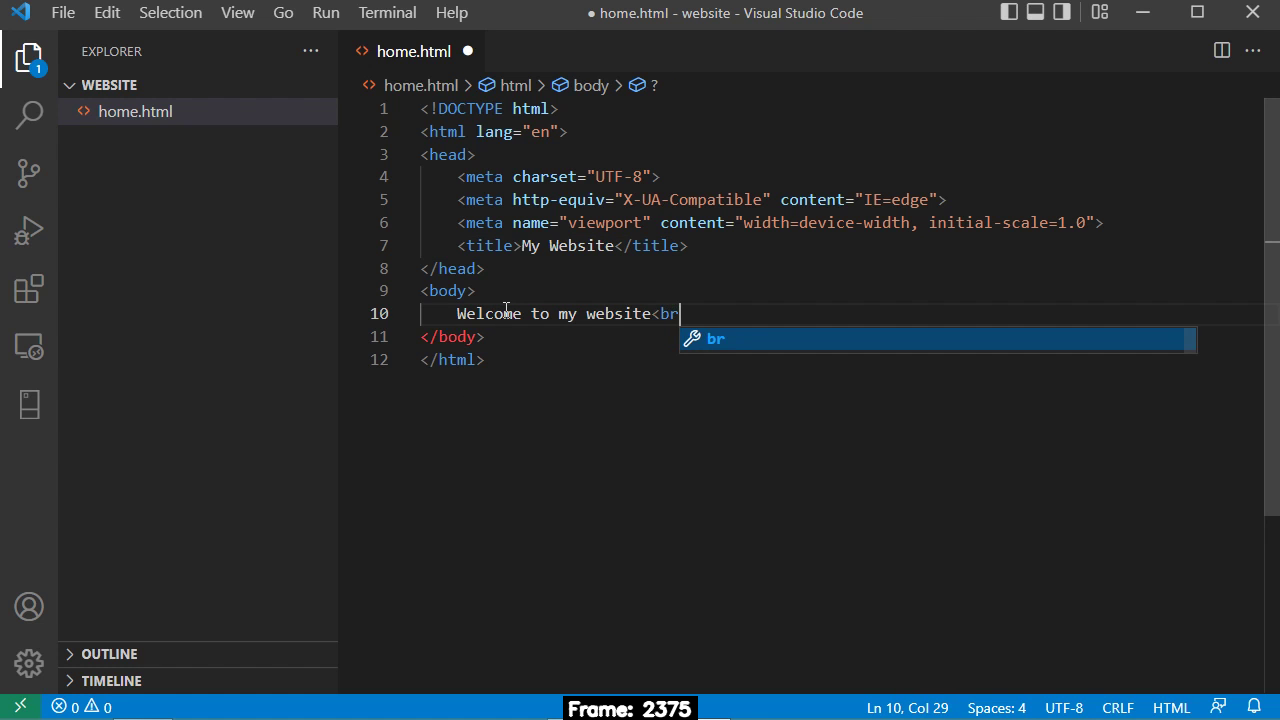 File Edit Selection View Go Run Terminal Help ● home.html - website - Visual Studio Code
EXPLORER ···
WEBSITE
home.html
OUTLINE
TIMELINE
1
home.html ●
home.html > html > body > ?
1 <!DOCTYPE html>
2 <html lang="en">
3 <head>
4 <meta charset="UTF-8">
5 <meta http-equiv="X-UA-Compatible" content="IE=edge">
6 <meta name="viewport" content="width=device-width, initial-scale=1.0">
7 <title>My Website</title>
8 </head>
9 <body>
10 Welcome to my website<br
br
11 </body>
12 </html>
0 0 Frame: 2375 Ln 10, Col 29 Spaces: 4 UTF-8 CRLF HTML